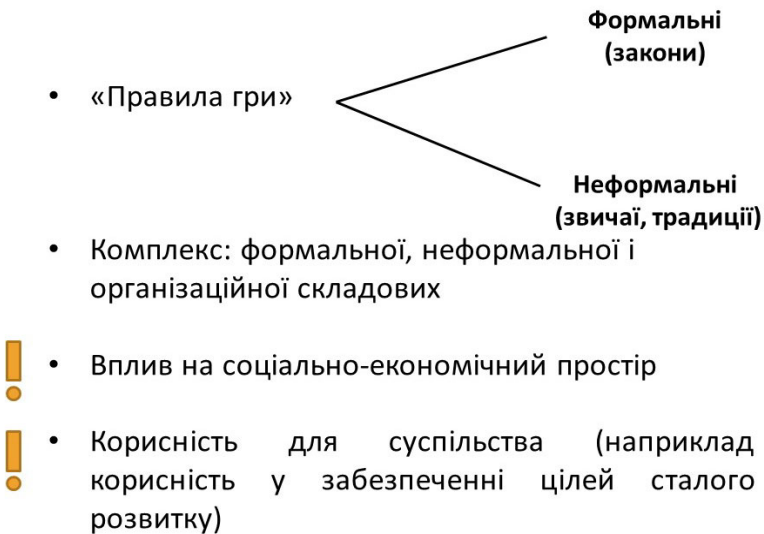 Формальні
(закони)
• «Правила гри»
Неформальні
(звичаї, традиції)
• Комплекс: формальної, неформальної і
організаційної складових
• Вплив на соціально-економічний простір
• Корисність для суспільства (наприклад
корисність у забезпеченні цілей сталого
розвитку)